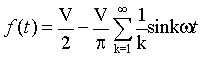 f(t) = V/2 − V/π ∑_{k=1}^{∞} 1/k sinkωt